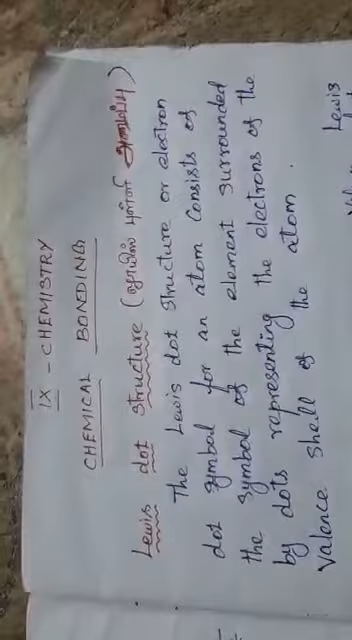 IX - CHEMISTRY
CHEMICAL BONDING
Lewis dot structure (லூயிஸ் புள்ளி அமைப்பு)
The Lewis dot structure or electron
dot symbol for an atom consists of
the symbol of the element surrounded
by dots representing the electrons of the
Valence shell of the atom.
Lewis